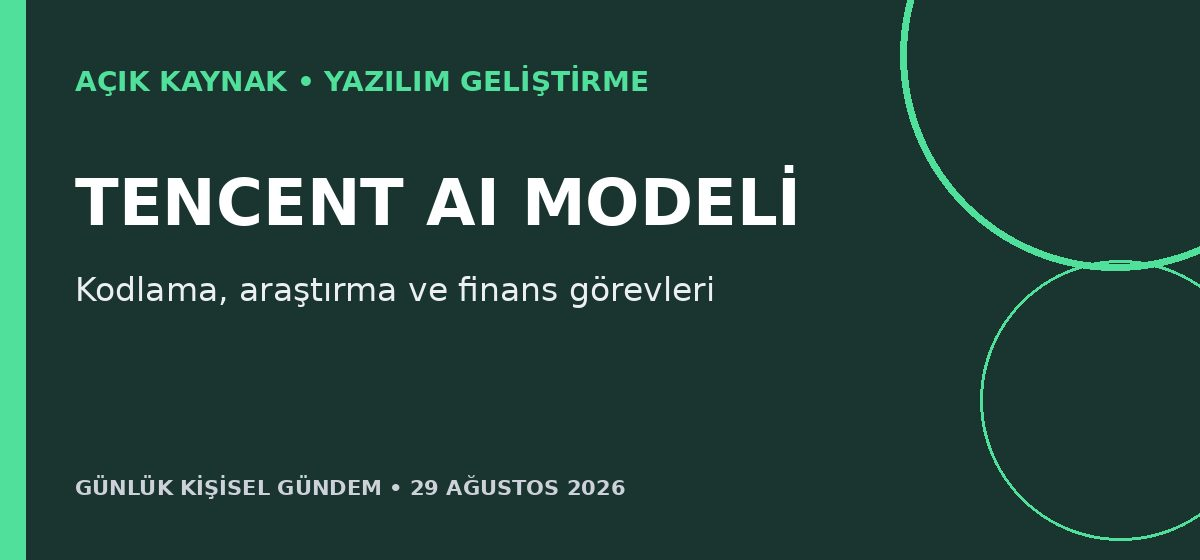 AÇIK KAYNAK • YAZILIM GELİŞTİRME
TENCENT AI MODELİ
Kodlama, araştırma ve finans görevleri
GÜNLÜK KİŞİSEL GÜNDEM • 29 AĞUSTOS 2026